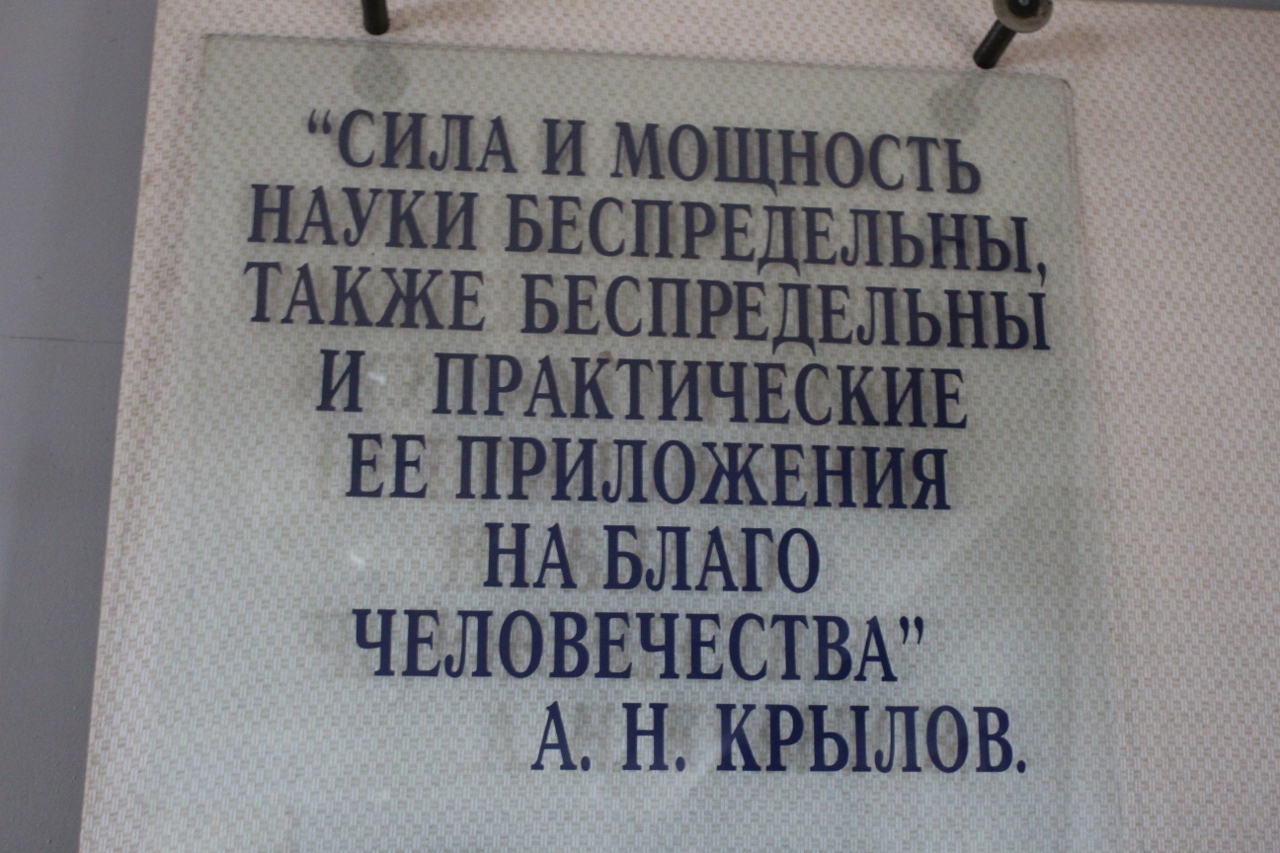 “СИЛА И МОЩНОСТЬ
НАУКИ БЕСПРЕДЕЛЬНЫ,
ТАКЖЕ БЕСПРЕДЕЛЬНЫ
И ПРАКТИЧЕСКИЕ
ЕЕ ПРИЛОЖЕНИЯ
НА БЛАГО
ЧЕЛОВЕЧЕСТВА”
А. Н. КРЫЛОВ.